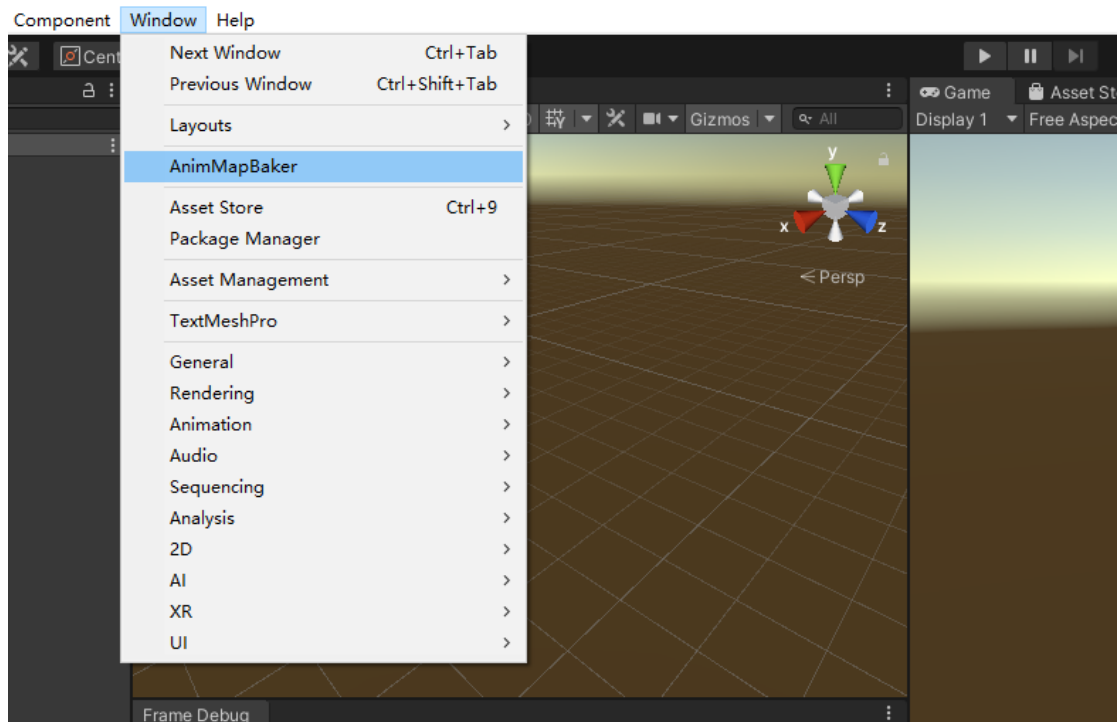 Component Window Help
Cent
Next Window Ctrl+Tab
Previous Window Ctrl+Shift+Tab
Layouts
AnimMapBaker
Asset Store Ctrl+9
Package Manager
Asset Management
TextMeshPro
General
Rendering
Animation
Audio
Sequencing
Analysis
2D
AI
XR
UI
Gizmos
All
y
x
z
Persp
Game Asset St
Display 1 Free Aspec
Frame Debug